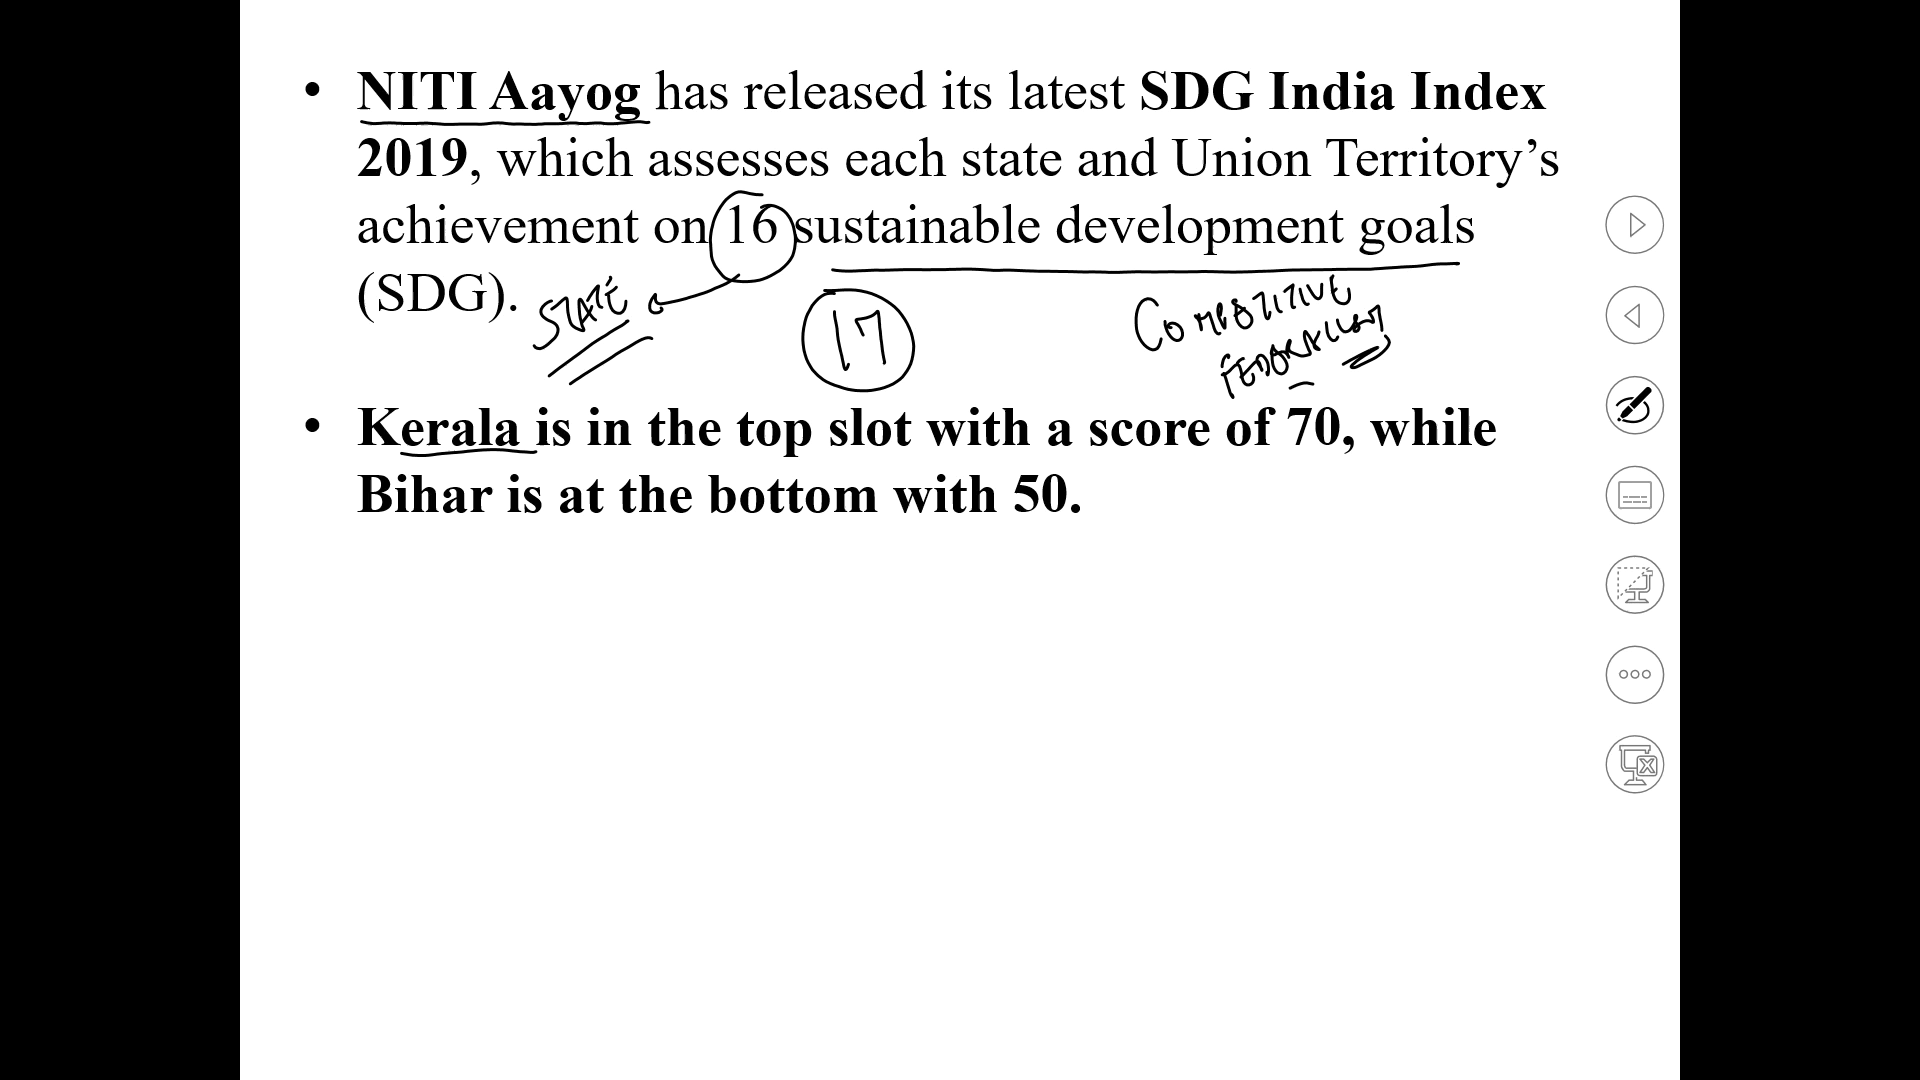 • NITI Aayog has released its latest SDG India Index
2019, which assesses each state and Union Territory’s
achievement on 16 sustainable development goals
(SDG).
STATE
17
COMPETITIVE
FEDERALISM
• Kerala is in the top slot with a score of 70, while
Bihar is at the bottom with 50.